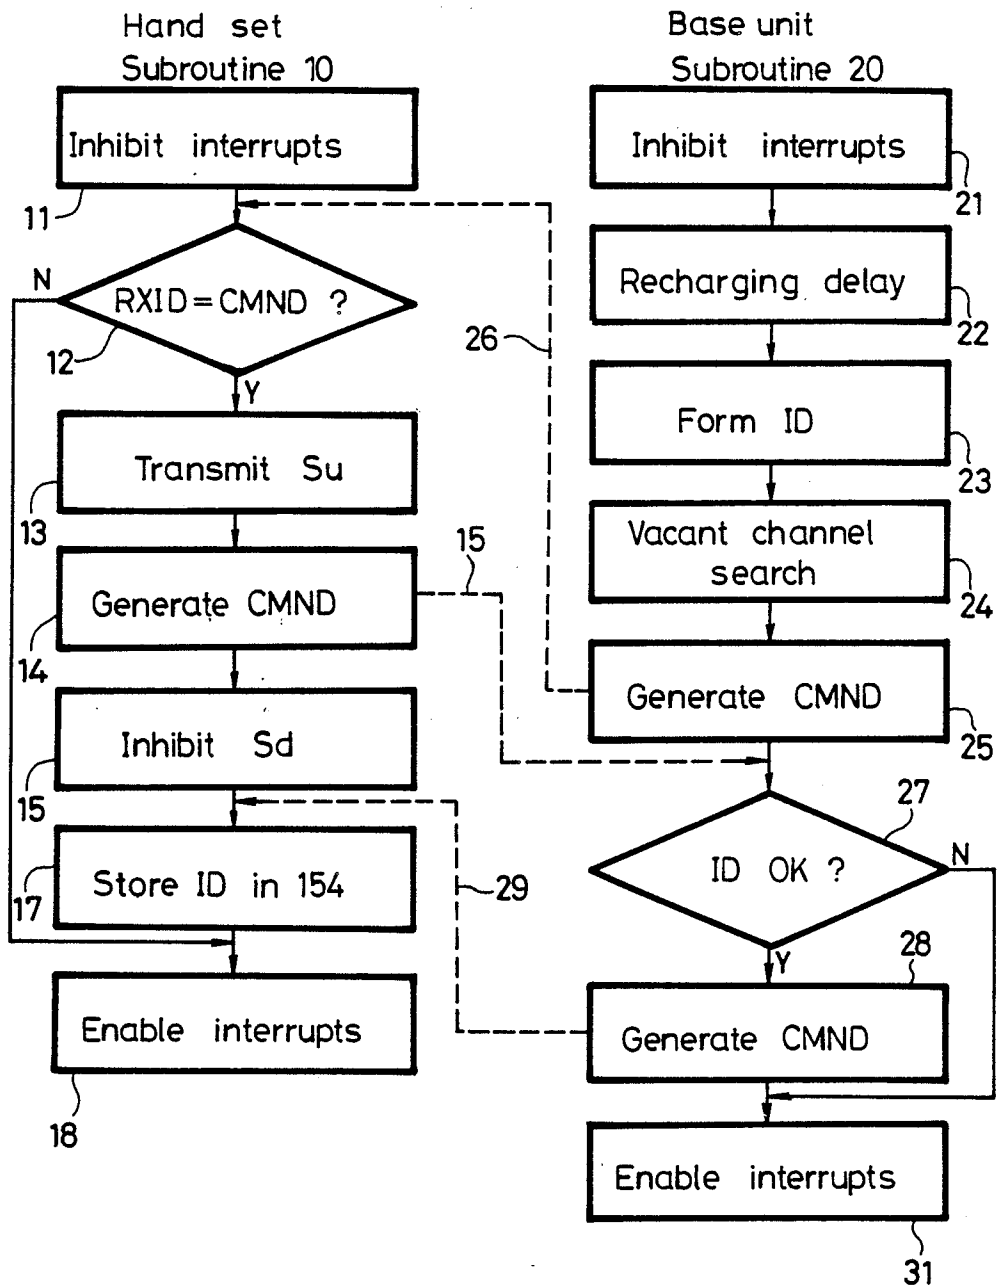 Hand set
Subroutine 10
Inhibit interrupts
11
N
RXID = CMND ?
12
Y
Transmit Su
13
Generate CMND
14
15
Inhibit Sd
15
Store ID in 154
17
Enable interrupts
18
Base unit
Subroutine 20
Inhibit interrupts
21
Recharging delay
22
26
Form ID
23
Vacant channel
search
24
Generate CMND
25
27
ID OK ?
N
29
Y
28
Generate CMND
Enable interrupts
31